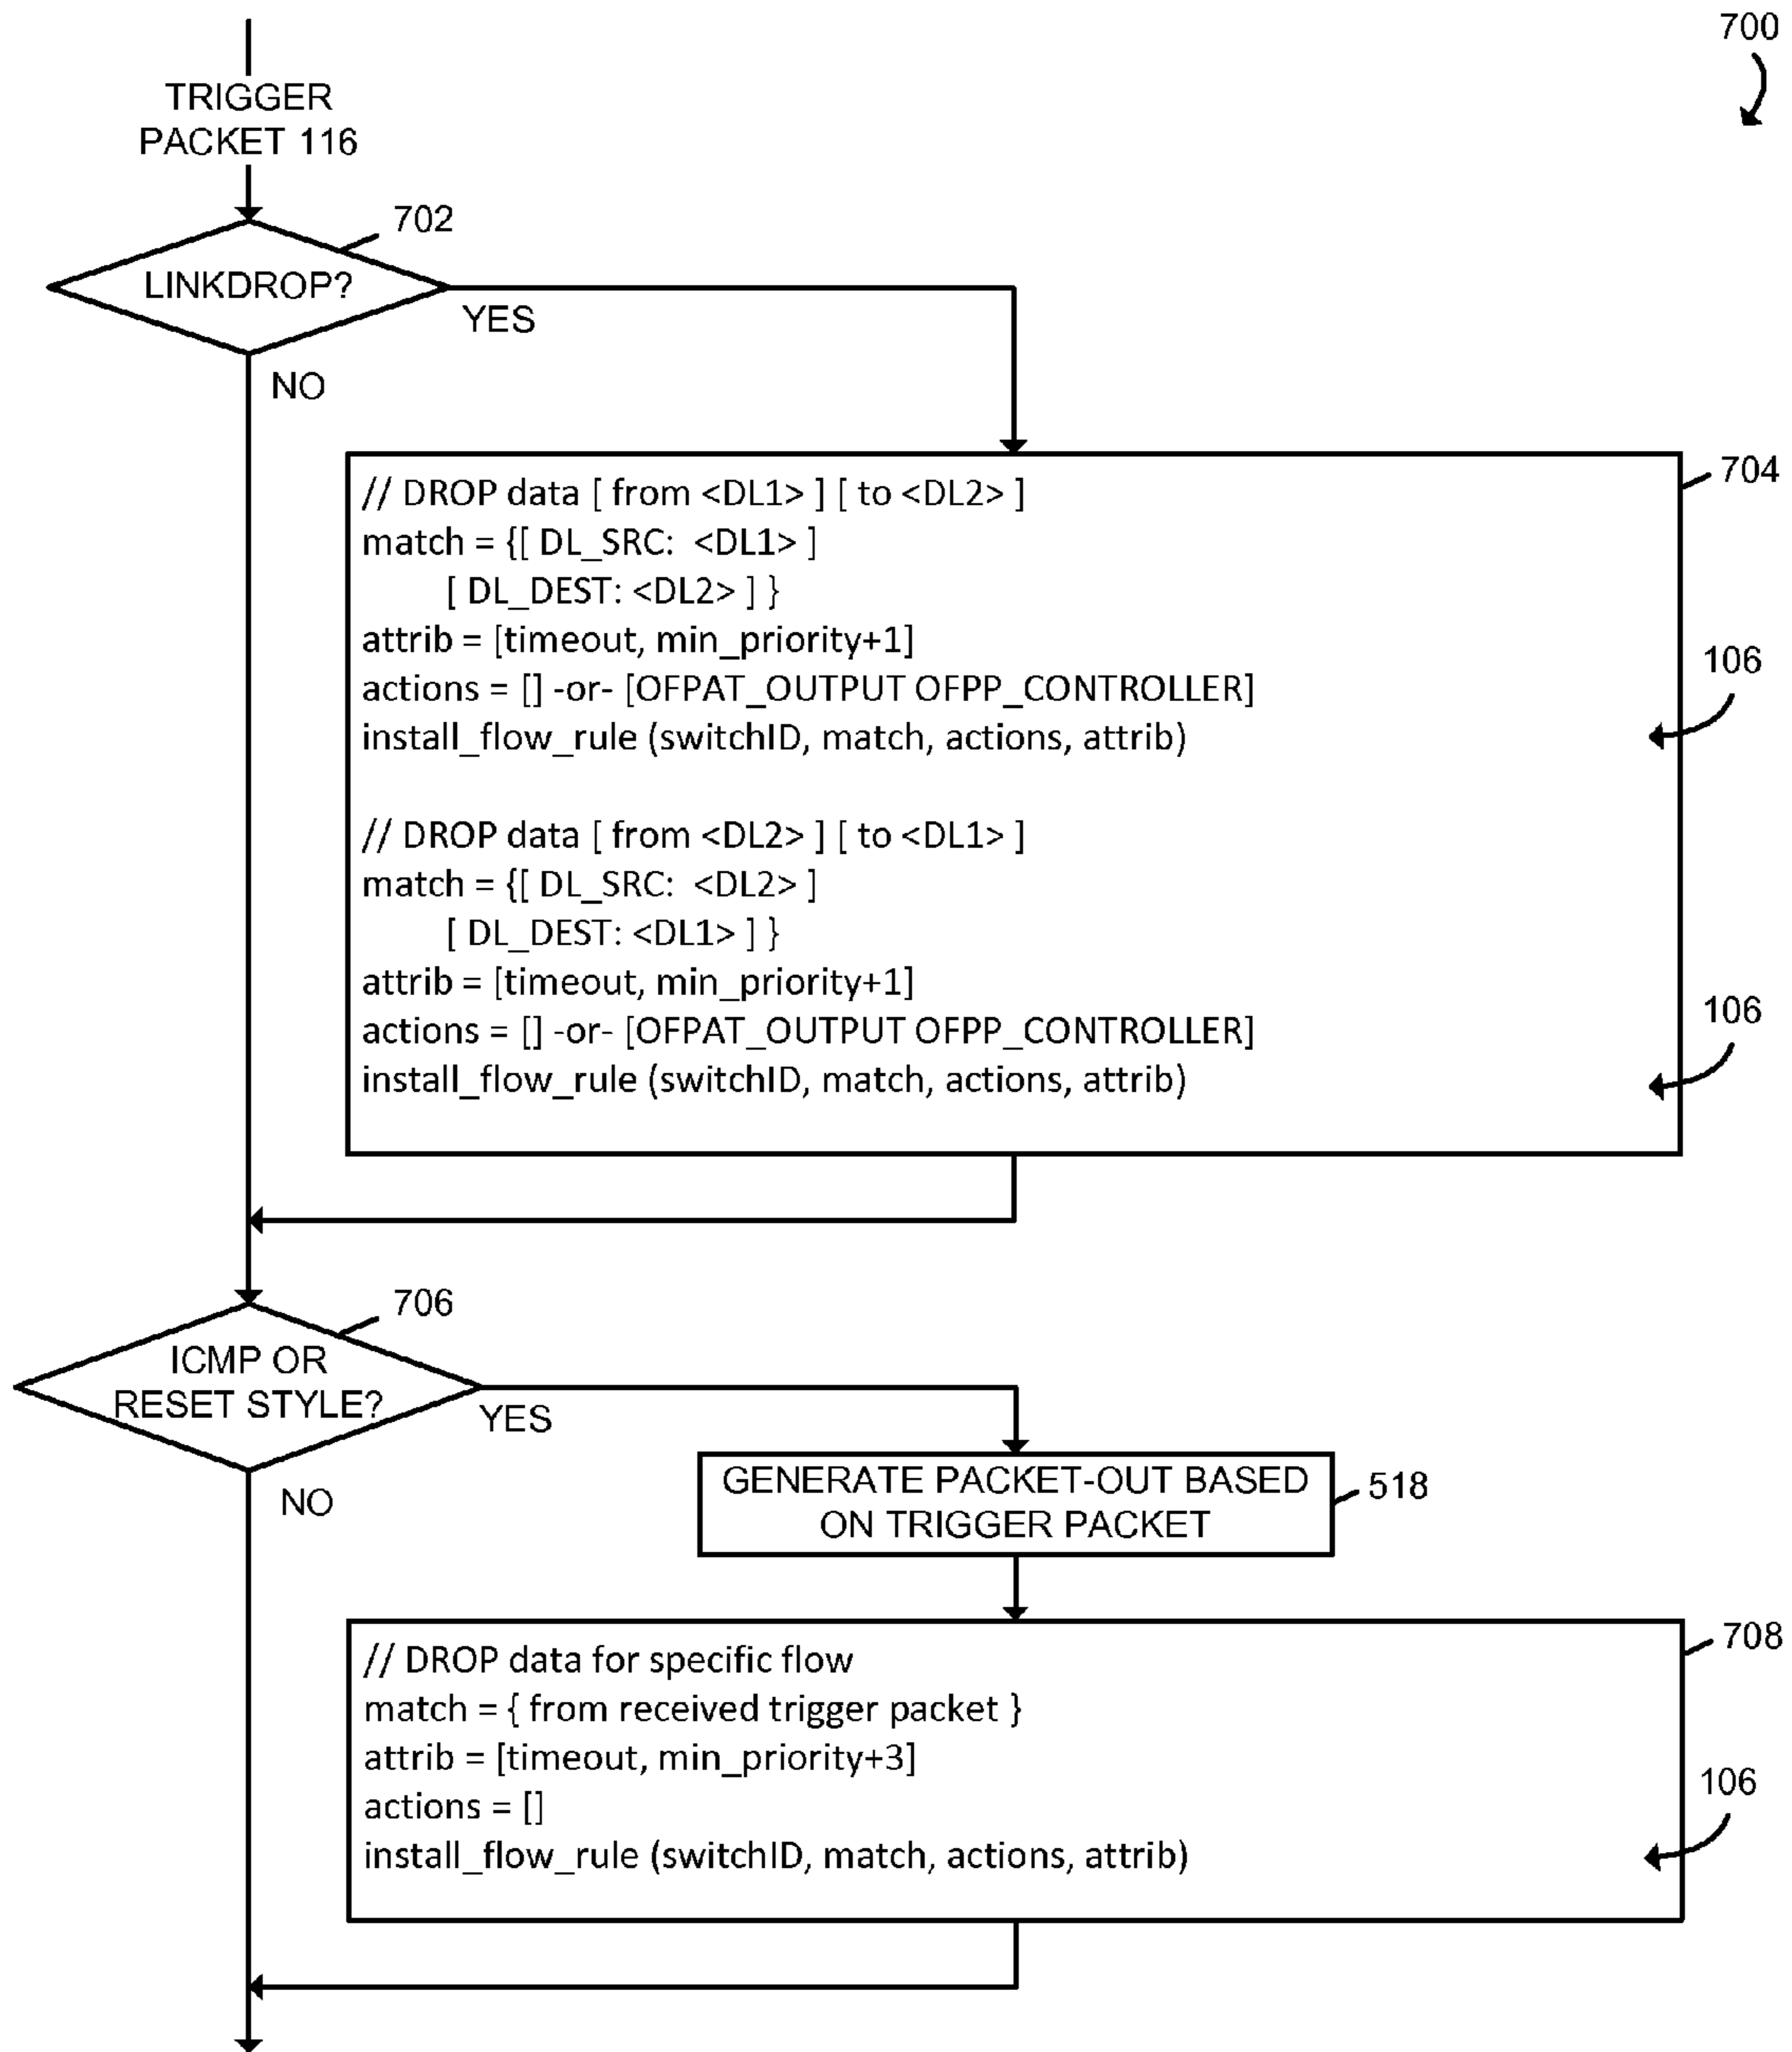 700
TRIGGER
PACKET 116
702
LINKDROP?
YES
NO
704
// DROP data [ from <DL1> ] [ to <DL2> ]
match = {[ DL_SRC:  <DL1> ]
[ DL_DEST: <DL2> ] }
attrib = [timeout, min_priority+1]
106
actions = [] -or- [OFPAT_OUTPUT OFPP_CONTROLLER]
install_flow_rule (switchID, match, actions, attrib)
// DROP data [ from <DL2> ] [ to <DL1> ]
match = {[ DL_SRC:  <DL2> ]
[ DL_DEST: <DL1> ] }
attrib = [timeout, min_priority+1]
106
actions = [] -or- [OFPAT_OUTPUT OFPP_CONTROLLER]
install_flow_rule (switchID, match, actions, attrib)
706
ICMP OR
RESET STYLE?
YES
NO
GENERATE PACKET-OUT BASED
ON TRIGGER PACKET
518
708
// DROP data for specific flow
match = { from received trigger packet }
attrib = [timeout, min_priority+3]
106
actions = []
install_flow_rule (switchID, match, actions, attrib)